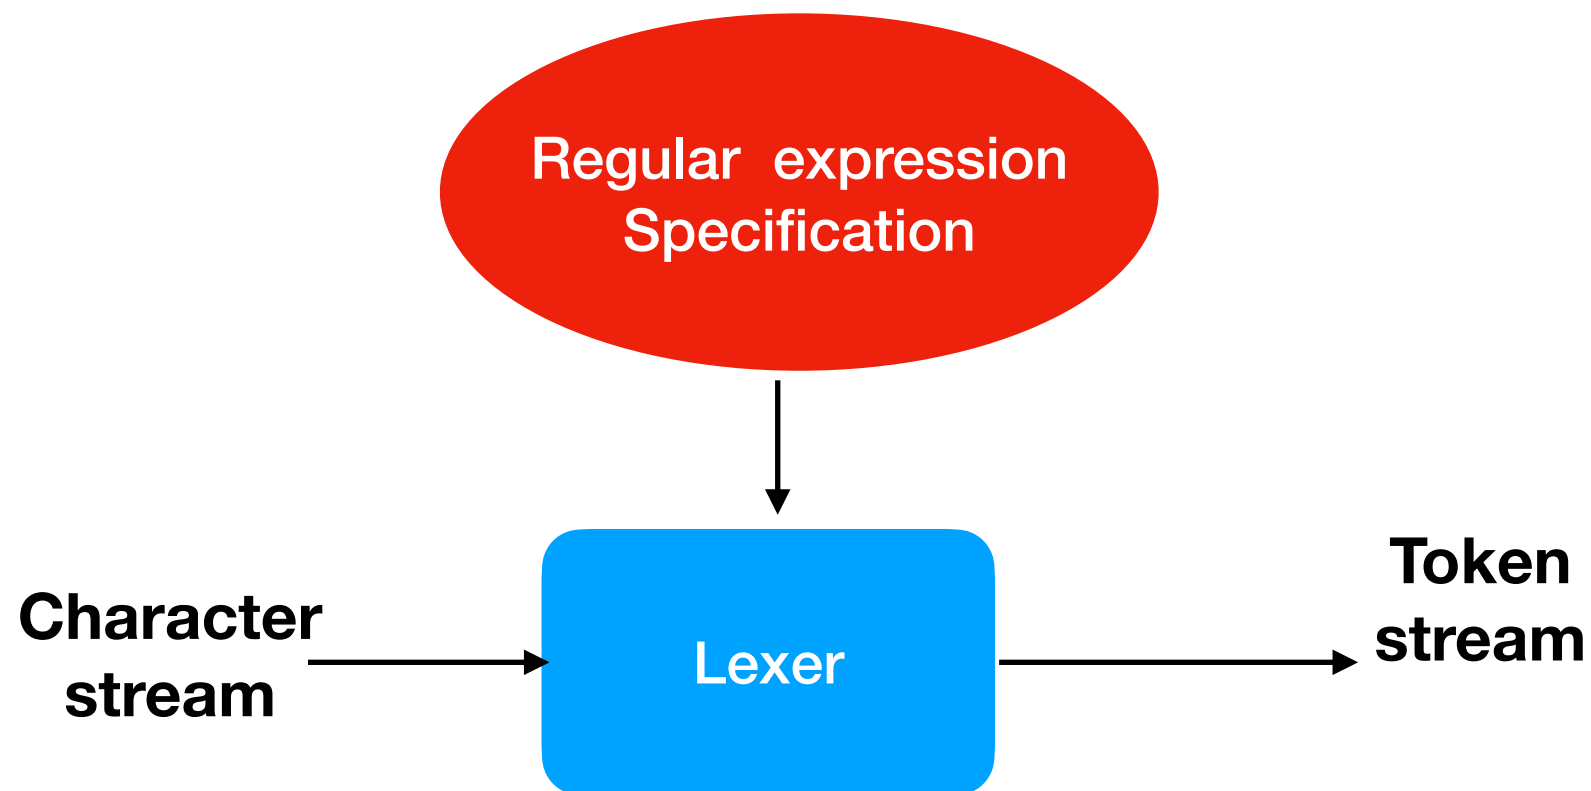 Regular expression
Specification
Character
stream
Lexer
Token
stream